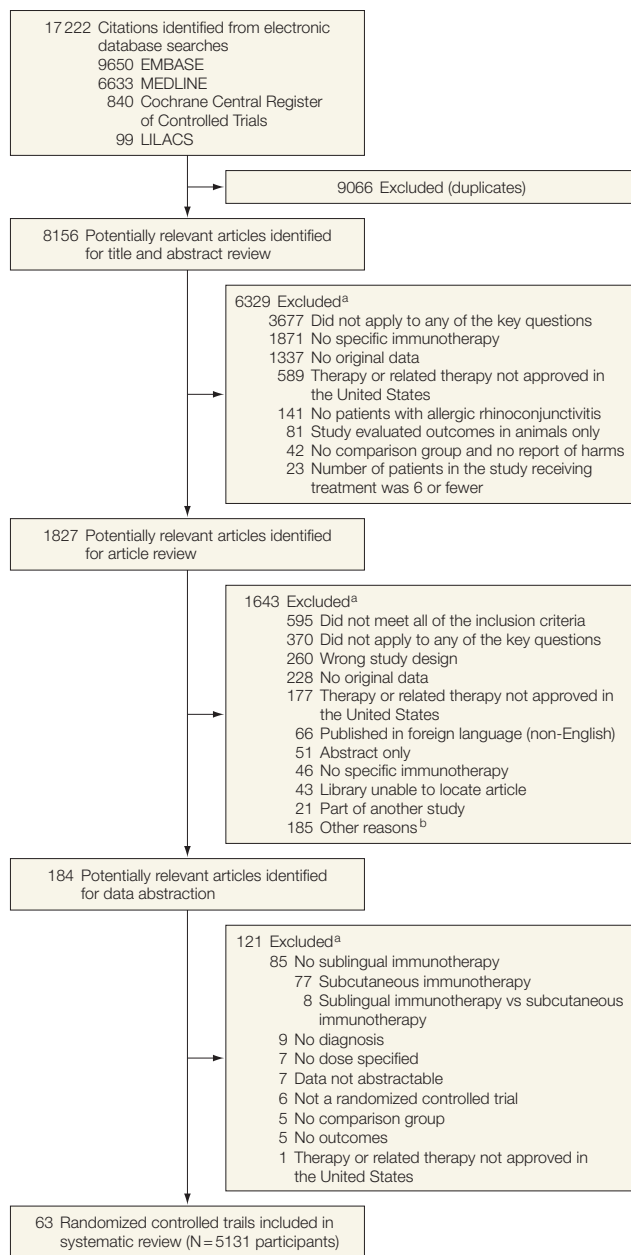 17 222 Citations identified from electronic
database searches
9650 EMBASE
6633 MEDLINE
840 Cochrane Central Register
of Controlled Trials
99 LILACS
9066 Excluded (duplicates)
8156 Potentially relevant articles identified
for title and abstract review
6329 Excludedᵃ
3677 Did not apply to any of the key questions
1871 No specific immunotherapy
1337 No original data
589 Therapy or related therapy not approved in
the United States
141 No patients with allergic rhinoconjunctivitis
81 Study evaluated outcomes in animals only
42 No comparison group and no report of harms
23 Number of patients in the study receiving
treatment was 6 or fewer
1827 Potentially relevant articles identified
for article review
1643 Excludedᵃ
595 Did not meet all of the inclusion criteria
370 Did not apply to any of the key questions
260 Wrong study design
228 No original data
177 Therapy or related therapy not approved in
the United States
66 Published in foreign language (non-English)
51 Abstract only
46 No specific immunotherapy
43 Library unable to locate article
21 Part of another study
185 Other reasonsᵇ
184 Potentially relevant articles identified
for data abstraction
121 Excludedᵃ
85 No sublingual immunotherapy
77 Subcutaneous immunotherapy
8 Sublingual immunotherapy vs subcutaneous
immunotherapy
9 No diagnosis
7 No dose specified
7 Data not abstractable
6 Not a randomized controlled trial
5 No comparison group
5 No outcomes
1 Therapy or related therapy not approved in
the United States
63 Randomized controlled trails included in
systematic review (N = 5131 participants)